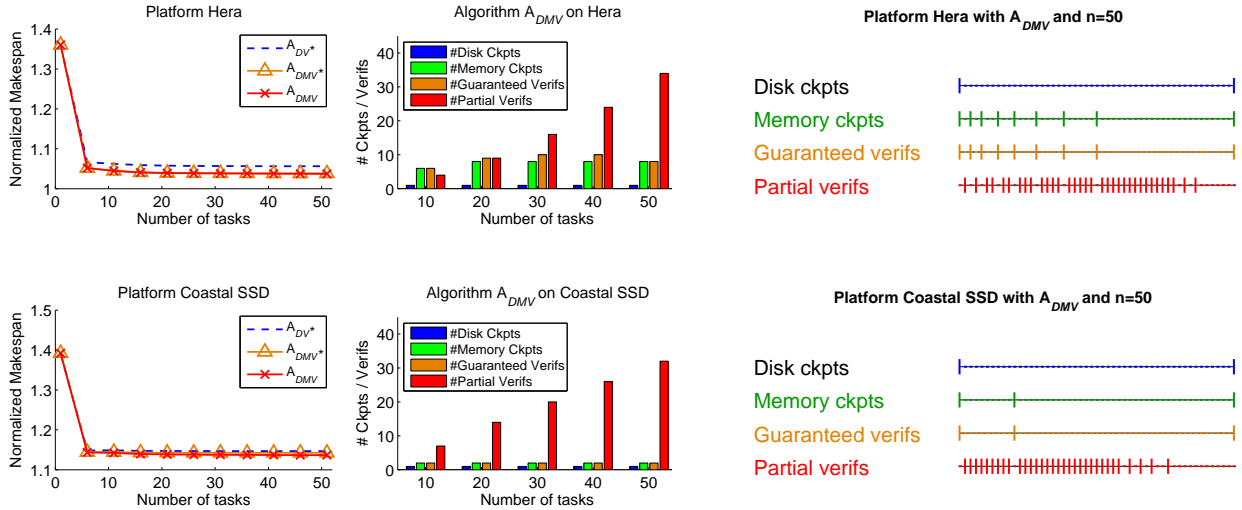 Platform Hera
Normalized Makespan
1.4
1.3
1.2
1.1
1
0 10 20 30 40 50
Number of tasks
A_DV*
A_DMV*
A_DMV
Algorithm A_DMV on Hera
# Ckpts / Verifs
40
30
20
10
0
10 20 30 40 50
Number of tasks
#Disk Ckpts
#Memory Ckpts
#Guaranteed Verifs
#Partial Verifs
Platform Hera with A_DMV and n=50
Disk ckpts
Memory ckpts
Guaranteed verifs
Partial verifs
Platform Coastal SSD
Normalized Makespan
1.5
1.4
1.3
1.2
1.1
0 10 20 30 40 50
Number of tasks
A_DV*
A_DMV*
A_DMV
Algorithm A_DMV on Coastal SSD
# Ckpts / Verifs
40
30
20
10
0
10 20 30 40 50
Number of tasks
#Disk Ckpts
#Memory Ckpts
#Guaranteed Verifs
#Partial Verifs
Platform Coastal SSD with A_DMV and n=50
Disk ckpts
Memory ckpts
Guaranteed verifs
Partial verifs